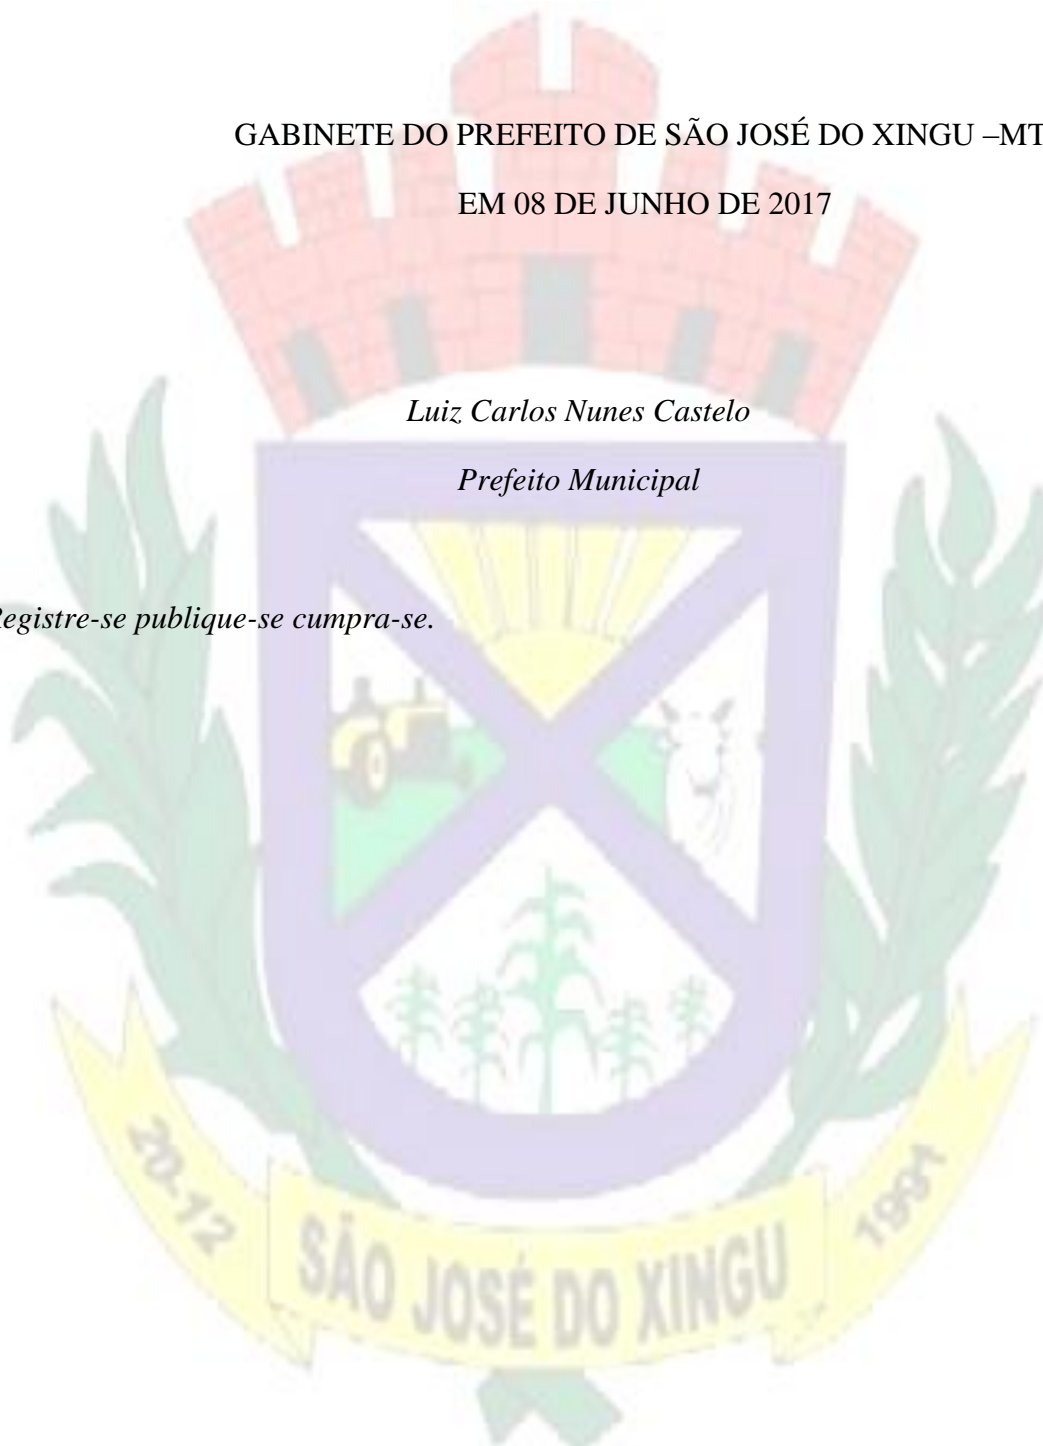 GABINETE DO PREFEITO DE SÃO JOSÉ DO XINGU –MT
EM 08 DE JUNHO DE 2017
Luiz Carlos Nunes Castelo
Prefeito Municipal
Registre-se publique-se cumpra-se.
20-12
SÃO JOSÉ DO XINGU
1991